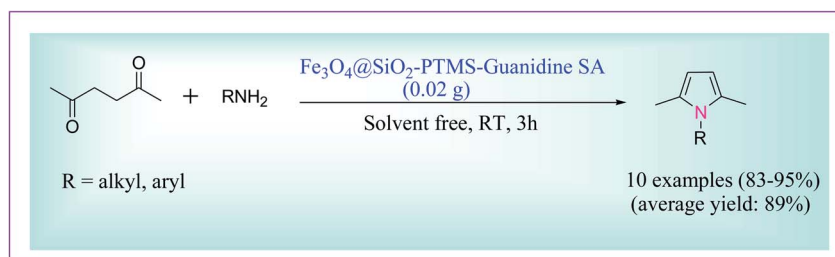 O
O
+
RNH₂
Fe₃O₄@SiO₂-PTMS-Guanidine SA
(0.02 g)
Solvent free, RT, 3h
N
R
R = alkyl, aryl
10 examples (83-95%)
(average yield: 89%)